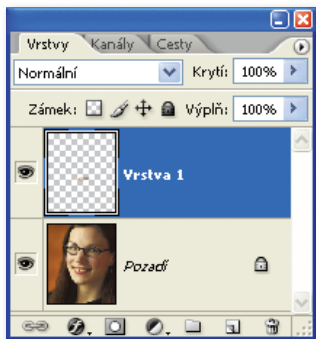 Vrstvy Kanály Cesty
Normální Krytí: 100%
Zámek: Výplň: 100%
Vrstva 1
Pozadí